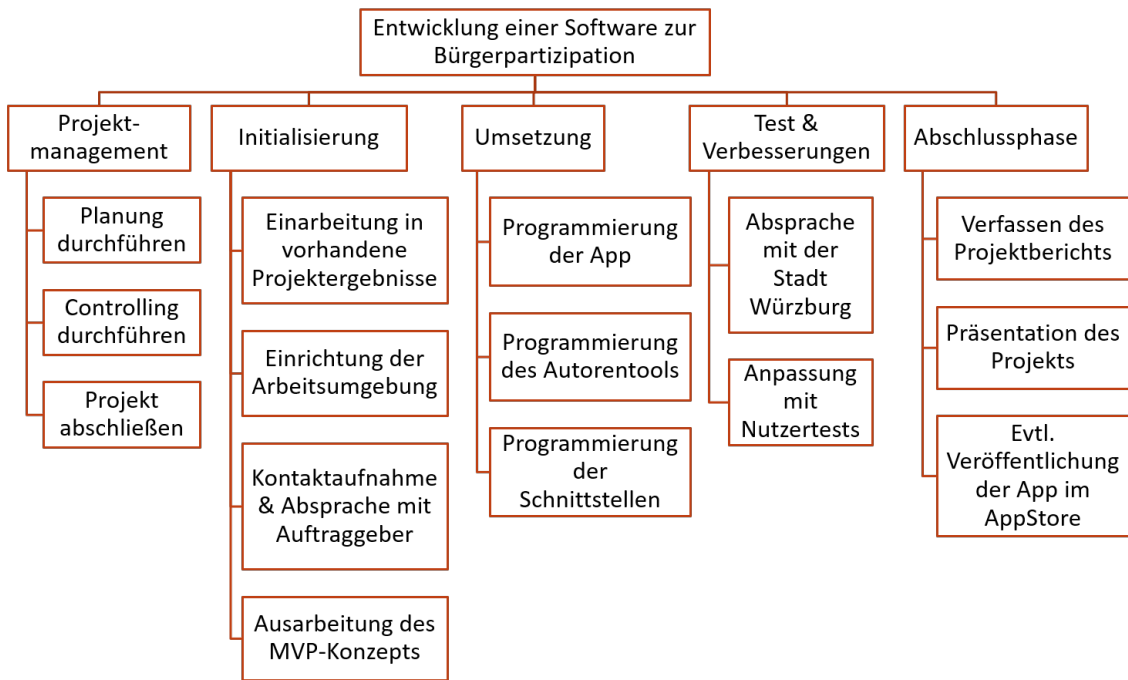 Entwicklung einer Software zur
Bürgerpartizipation
Projekt-
management
Planung
durchführen
Controlling
durchführen
Projekt
abschließen
Initialisierung
Einarbeitung in
vorhandene
Projektergebnisse
Einrichtung der
Arbeitsumgebung
Kontaktaufnahme
& Absprache mit
Auftraggeber
Ausarbeitung des
MVP-Konzepts
Umsetzung
Programmierung
der App
Programmierung
des Autorentools
Programmierung
der
Schnittstellen
Test &
Verbesserungen
Absprache
mit der
Stadt
Würzburg
Anpassung
mit
Nutzertests
Abschlussphase
Verfassen des
Projektberichts
Präsentation des
Projekts
Evtl.
Veröffentlichung
der App im
AppStore